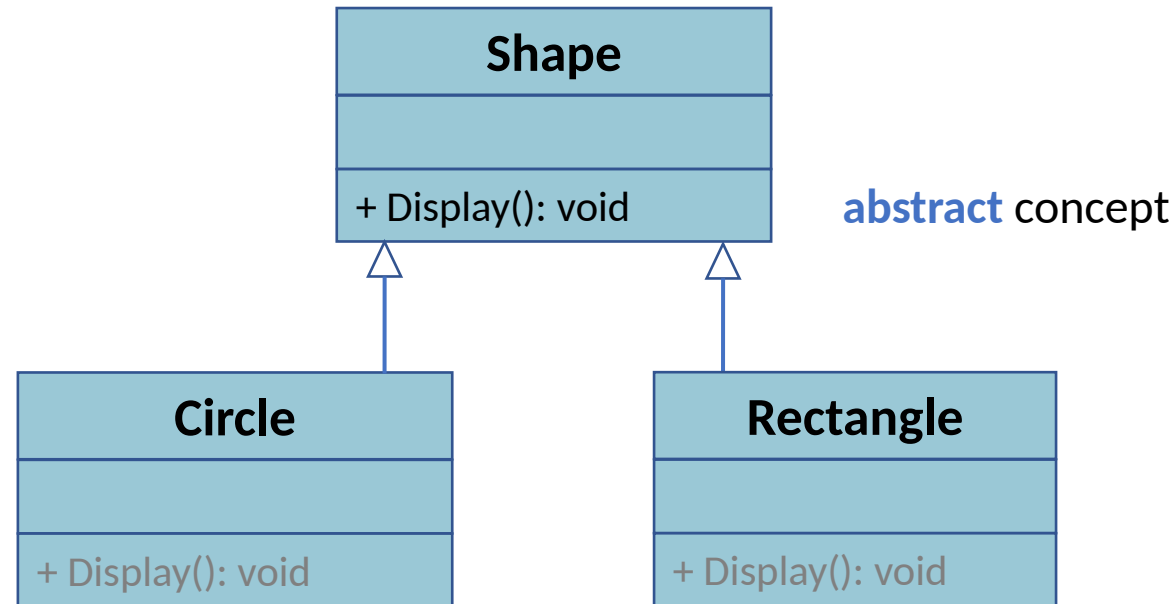 Shape
+ Display(): void
abstract concept
Circle
Rectangle
+ Display(): void
+ Display(): void